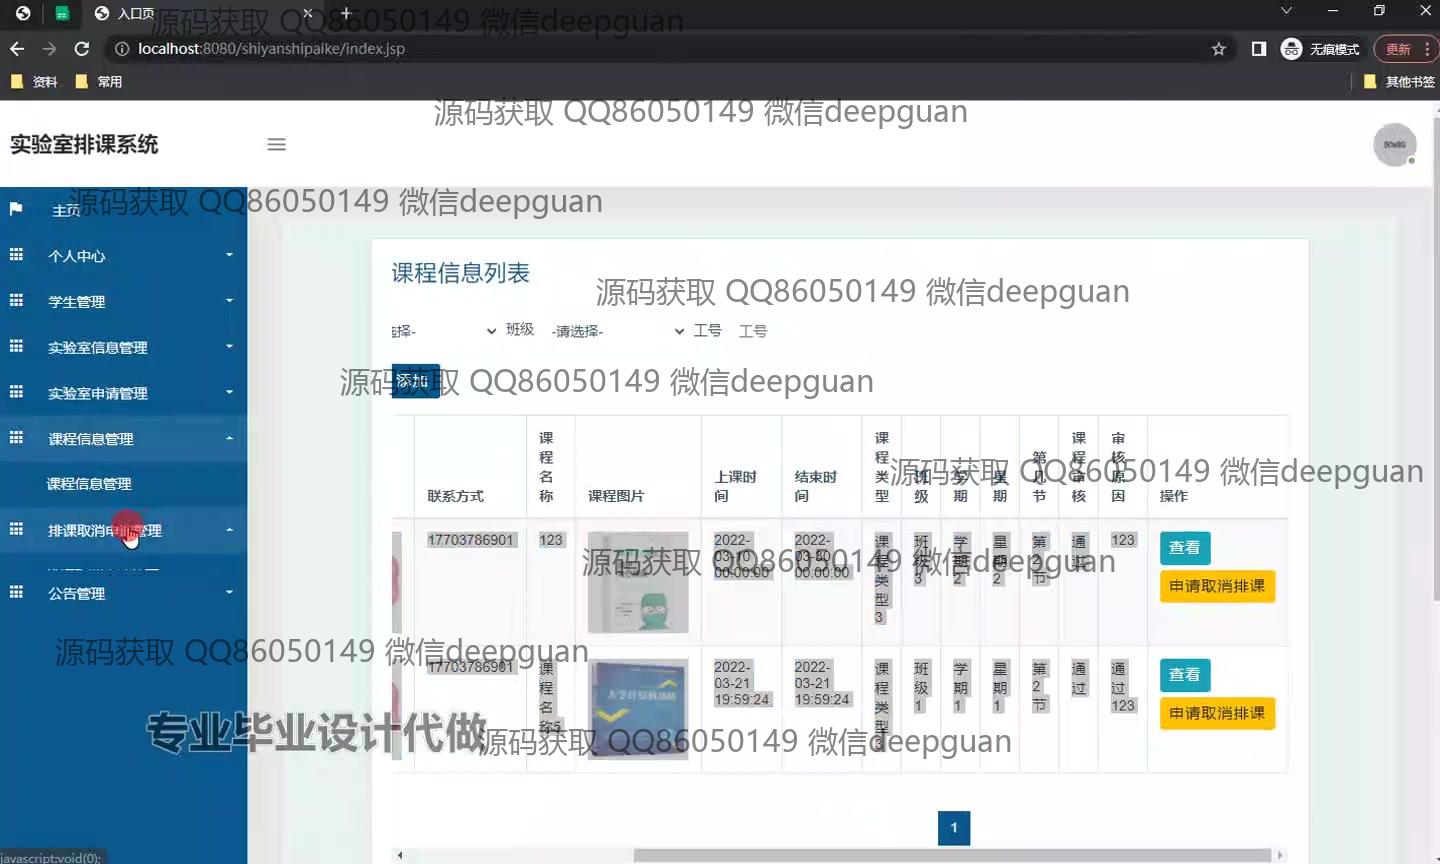 入口页
源码获取 QQ86050149 微信deepguan
localhost:8080/shiyanshipaike/index.jsp
无痕模式
更新
资料
常用
其他书签
源码获取 QQ86050149 微信deepguan
实验室排课系统
源码获取 QQ86050149 微信deepguan
主页
个人中心
学生管理
实验室信息管理
实验室申请管理
课程信息管理
课程信息管理
排课取消申请管理
公告管理
课程信息列表
源码获取 QQ86050149 微信deepguan
择-
班级
-请选择-
工号
工号
添加
源码获取 QQ86050149 微信deepguan
联系方式
课程名称
课程图片
上课时间
结束时间
课程类型
班级
学期
星期
第几节
课程审核
审核原因
操作
源码获取 QQ86050149 微信deepguan
17703786901
123
2022-
00:00:00
2022-
03-30
00:00:00
课程类型3
班级3
学期2
星期2
第2节
123
查看
申请取消排课
源码获取 QQ86050149 微信deepguan
源码获取 QQ86050149 微信deepguan
17703786901
课程名称5
大学计算机基础
2022-
03-21
19:59:24
2022-
03-21
19:59:24
课程类型3
班级1
学期1
星期1
第2节
通过
通过123
查看
申请取消排课
专业毕业设计代做
源码获取 QQ86050149 微信deepguan
1
javascript:void(0);